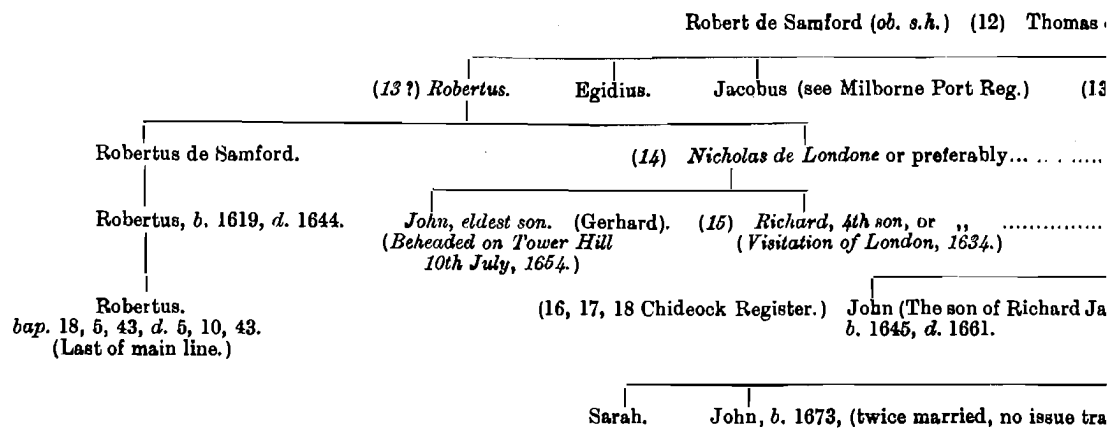 Robert de Samford (ob. s.h.) (12) Thomas
(13 ?) Robertus. Egidius. Jacobus (see Milborne Port Reg.) (13
Robertus de Samford. (14) Nicholas de Londone or preferably... .. ..........
Robertus, b. 1619, d. 1644. John, eldest son. (Gerhard). (15) Richard, 4th son, or ,, ................
(Beheaded on Tower Hill (Visitation of London, 1634.)
10th July, 1654.)
Robertus. (16, 17, 18 Chideock Register.) John (The son of Richard Ja
bap. 18, 5, 43, d. 5, 10, 43. b. 1645, d. 1661.
(Last of main line.)
Sarah. John, b. 1673, (twice married, no issue tra